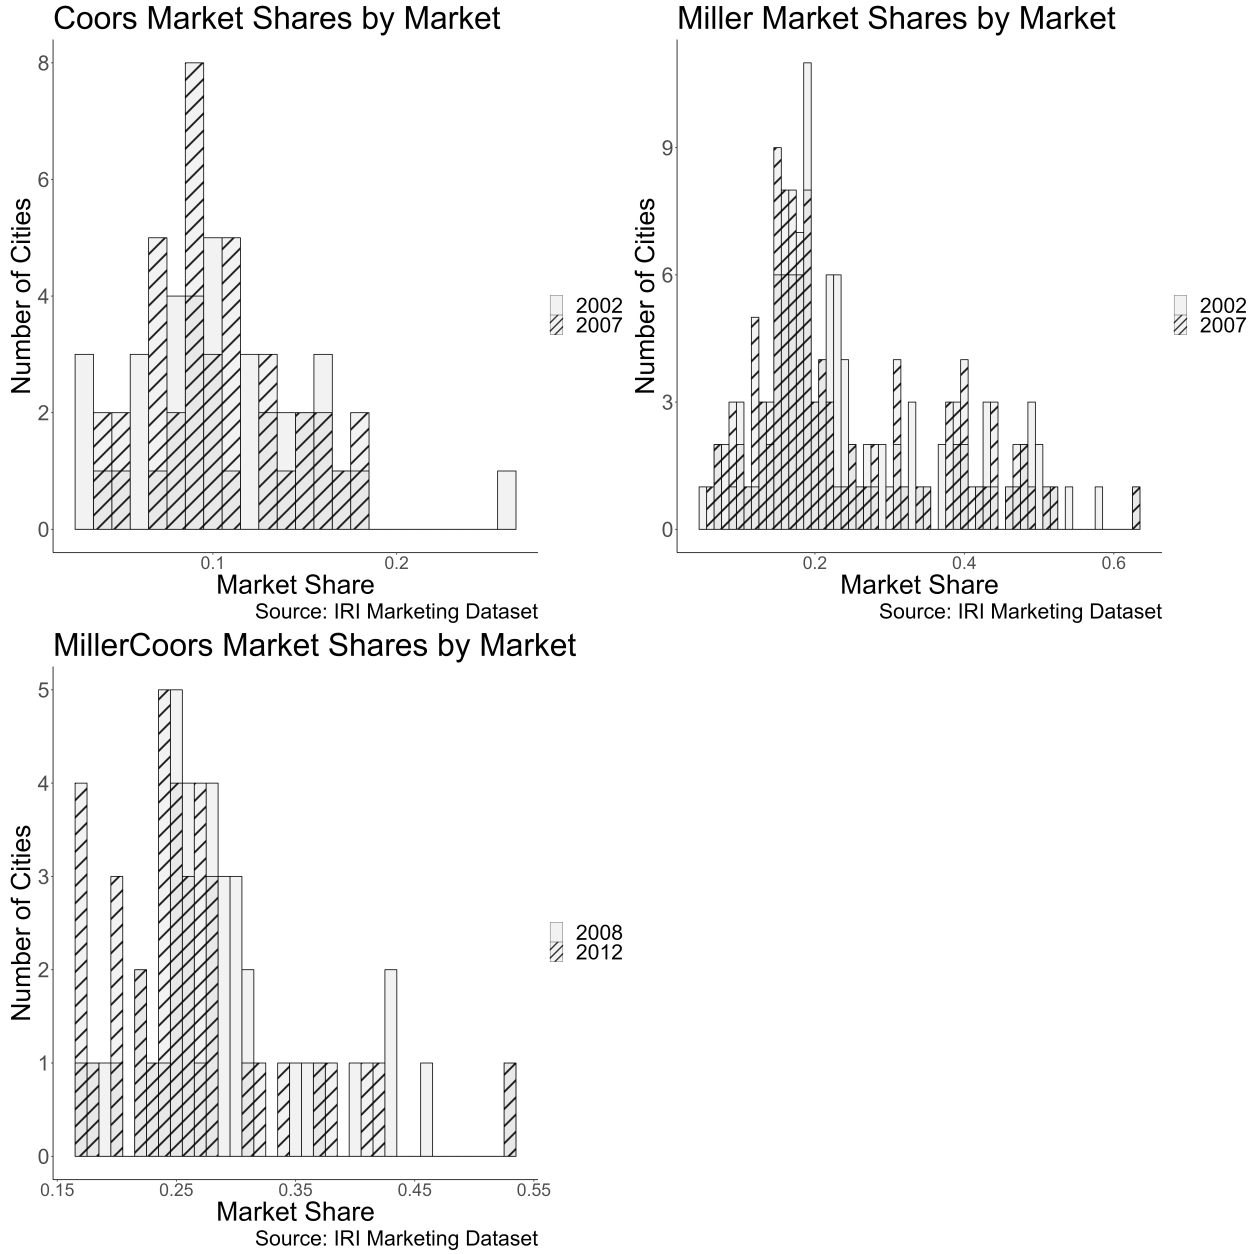 Coors Market Shares by Market
8
6
4
2
0
Number of Cities
0.1 0.2
Market Share
Source: IRI Marketing Dataset
2002
2007
Miller Market Shares by Market
9
6
3
0
Number of Cities
0.2 0.4 0.6
Market Share
Source: IRI Marketing Dataset
2002
2007
MillerCoors Market Shares by Market
5
4
3
2
1
0
Number of Cities
0.15 0.25 0.35 0.45 0.55
Market Share
Source: IRI Marketing Dataset
2008
2012